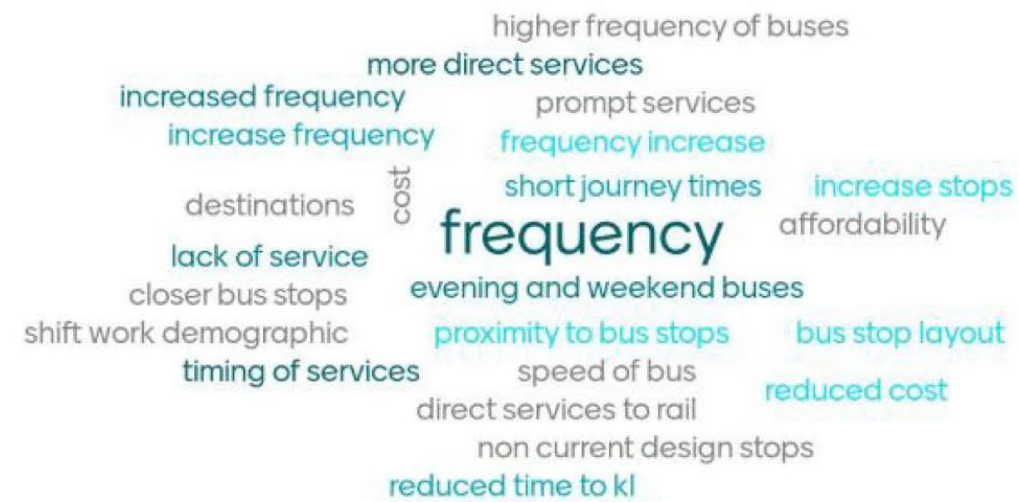 higher frequency of buses
more direct services
increased frequency
prompt services
increase frequency
frequency increase
cost
short journey times
increase stops
destinations
frequency
affordability
lack of service
closer bus stops
evening and weekend buses
shift work demographic
proximity to bus stops
bus stop layout
timing of services
speed of bus
reduced cost
direct services to rail
non current design stops
reduced time to kl